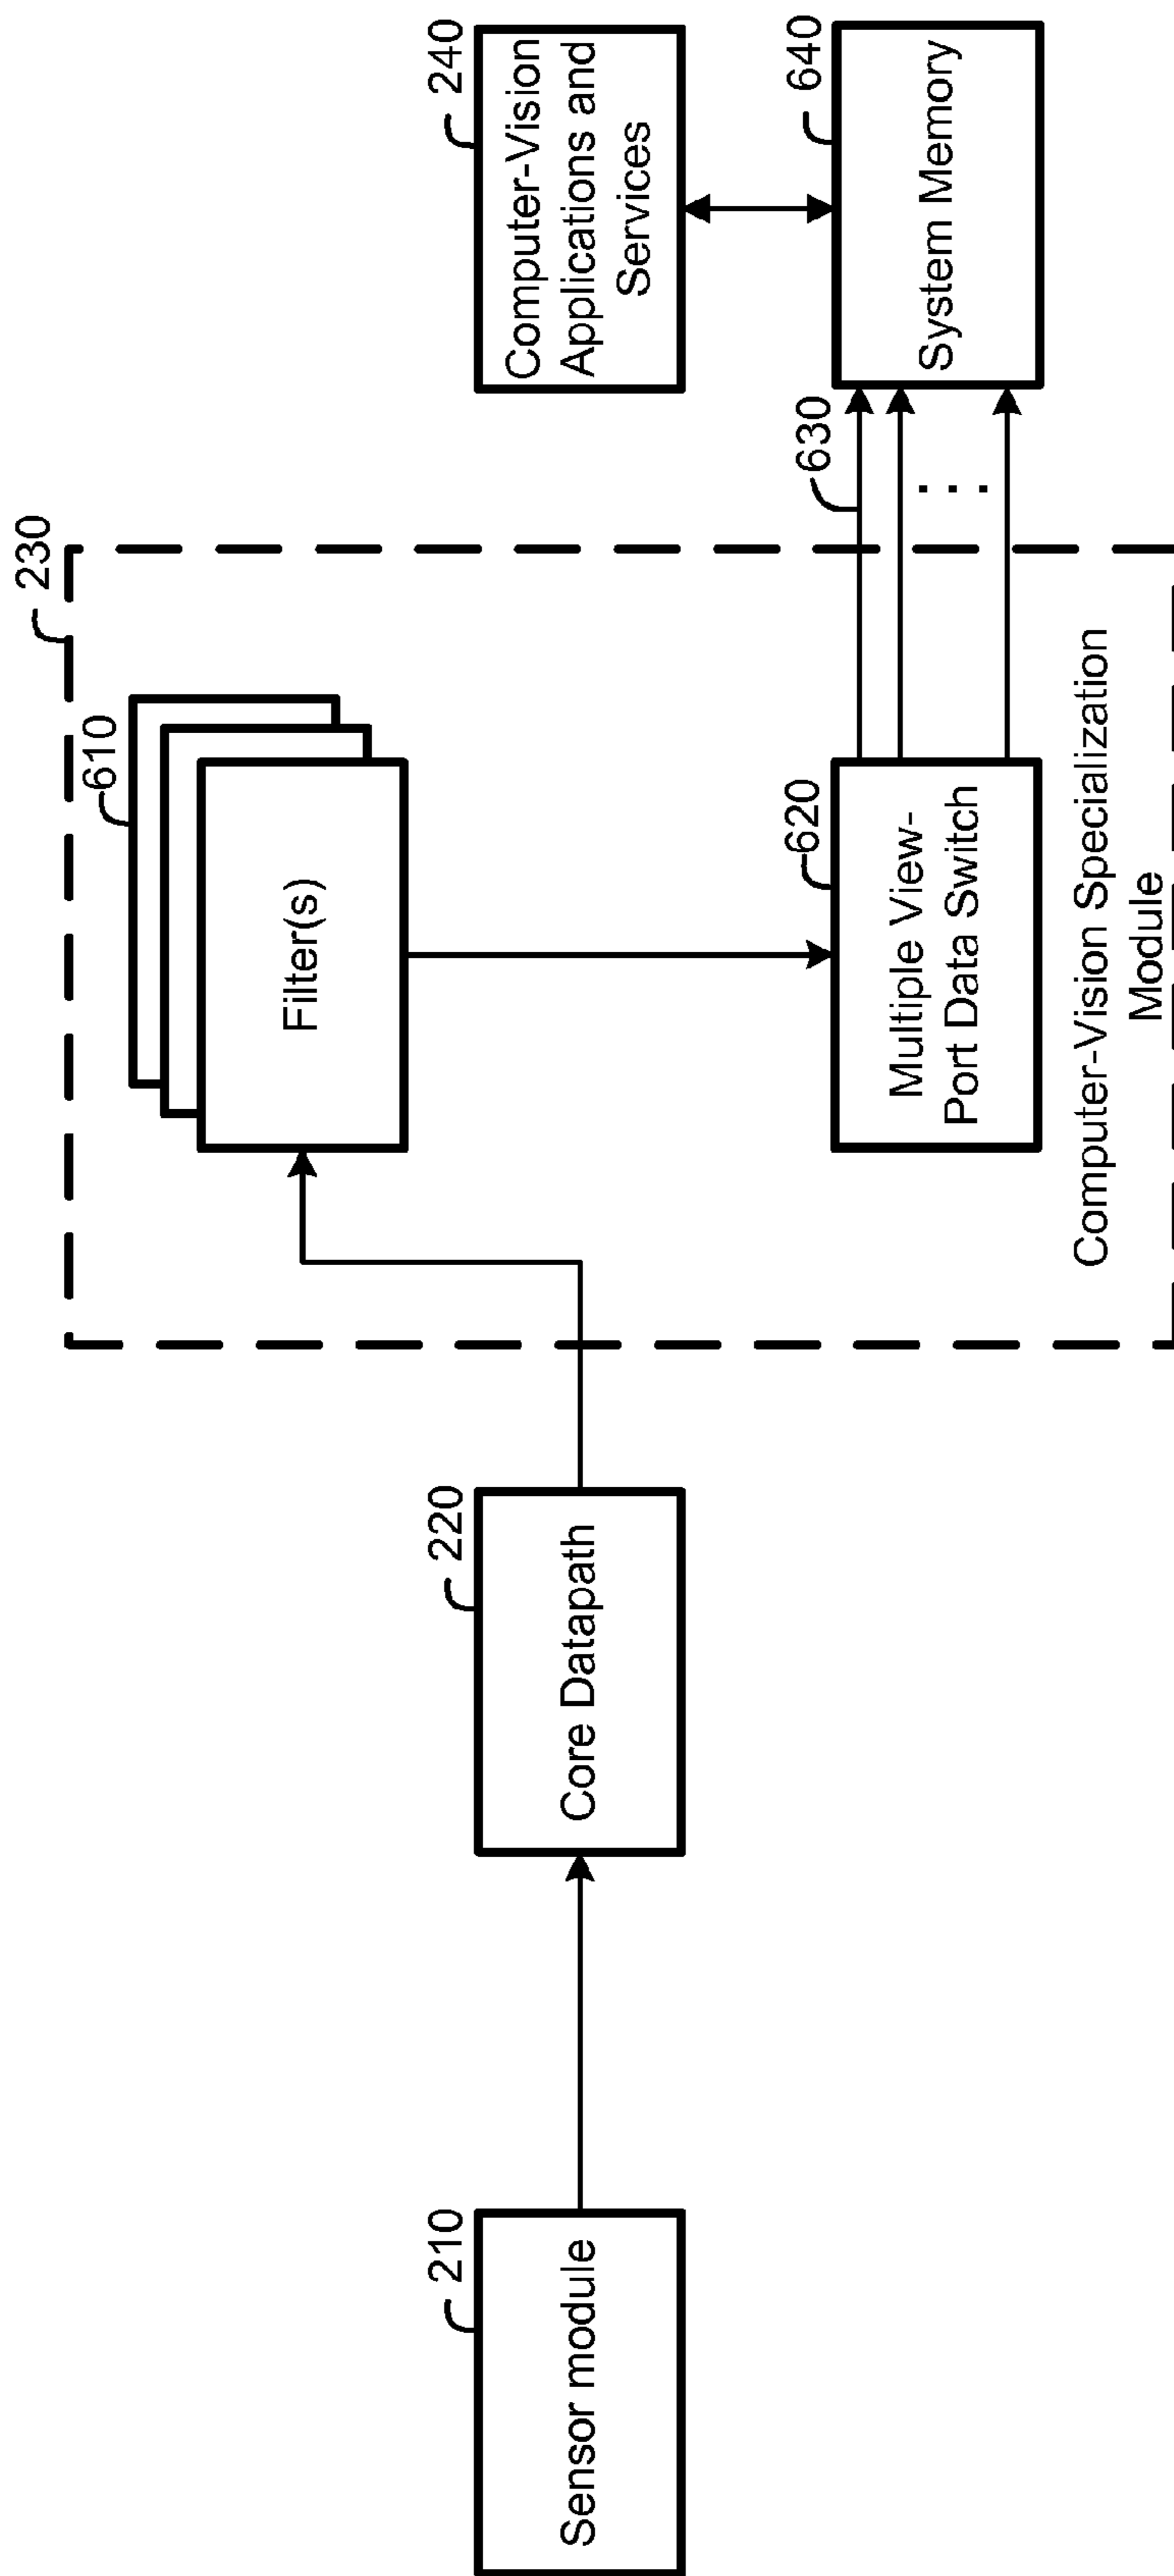 210
Sensor module
220
Core Datapath
230
610
Filter(s)
620
Multiple View-
Port Data Switch
Computer-Vision Specialization
Module
630
. . .
240
Computer-Vision
Applications and
Services
640
System Memory